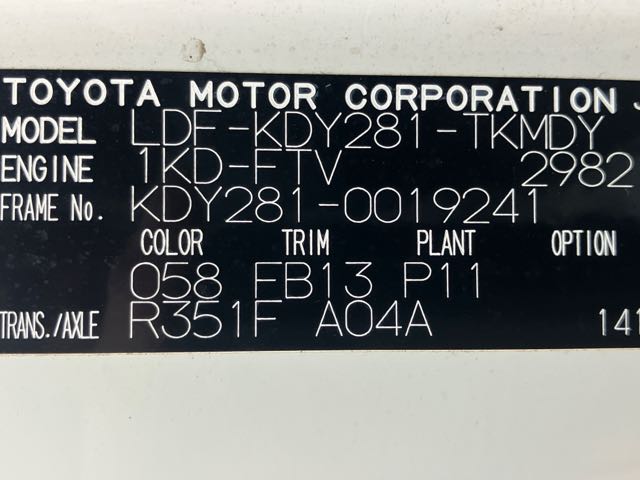 TOYOTA MOTOR CORPORATION
MODEL LDF-KDY281-TKMDY
ENGINE 1KD-FTV 2982
FRAME No. KDY281-0019241
COLOR TRIM PLANT OPTION
058 EB13 P11
TRANS./AXLE R351F A04A 141